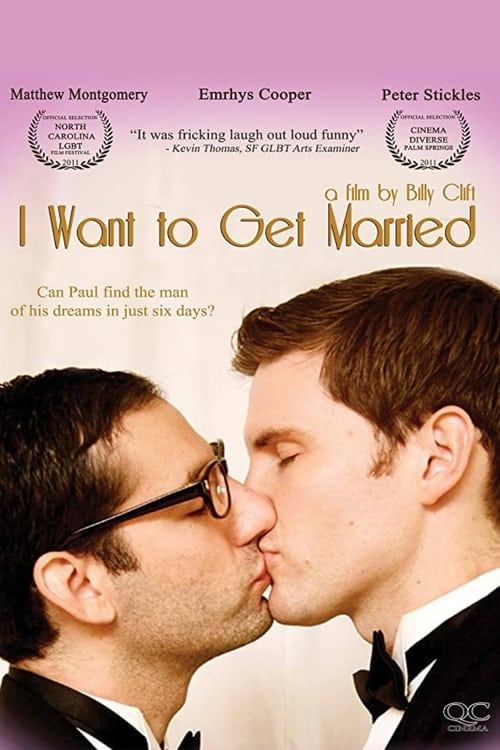 Matthew Montgomery
Emrhys Cooper
Peter Stickles
OFFICIAL SELECTION
NORTH
CAROLINA
LGBT
FILM FESTIVAL
2011
"It was fricking laugh out loud funny"
- Kevin Thomas, SF GLBT Arts Examiner
OFFICIAL SELECTION
CINEMA
DIVERSE
PALM SPRINGS
2011
a film by Billy Clift
I Want to Get Married
Can Paul find the man
of his dreams in just six days?
QC
CINEMA